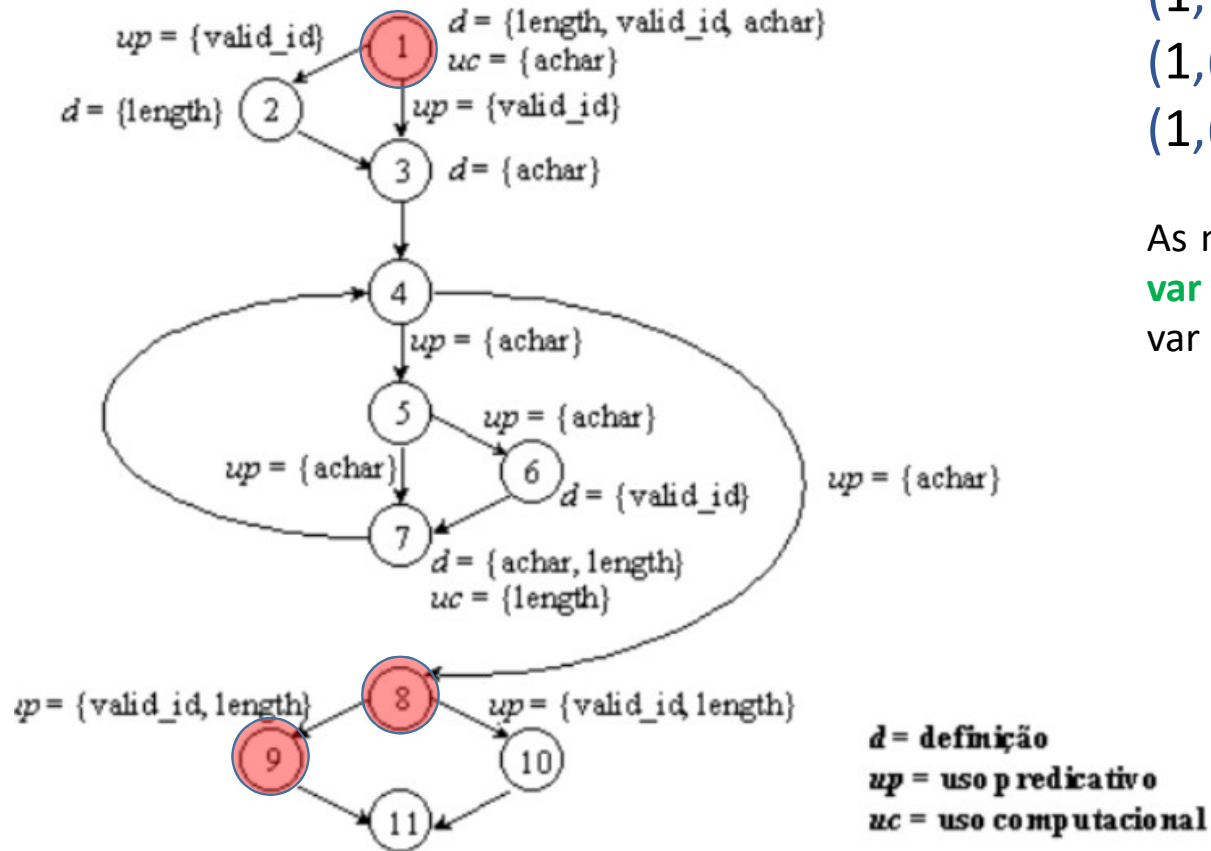 d = {length, valid_id, achar}
up = {valid_id}
1
uc = {achar}
d = {length}
2
up = {valid_id}
3
d = {achar}
4
up = {achar}
5
up = {achar}
up = {achar}
6
d = {valid_id}
up = {achar}
7
d = {achar, length}
uc = {length}
up = {valid_id, length}
8
up = {valid_id, length}
9
10
11
d = definição
up = uso predicativo
uc = uso computacional
(1,
(1,
(1,
As
var
var